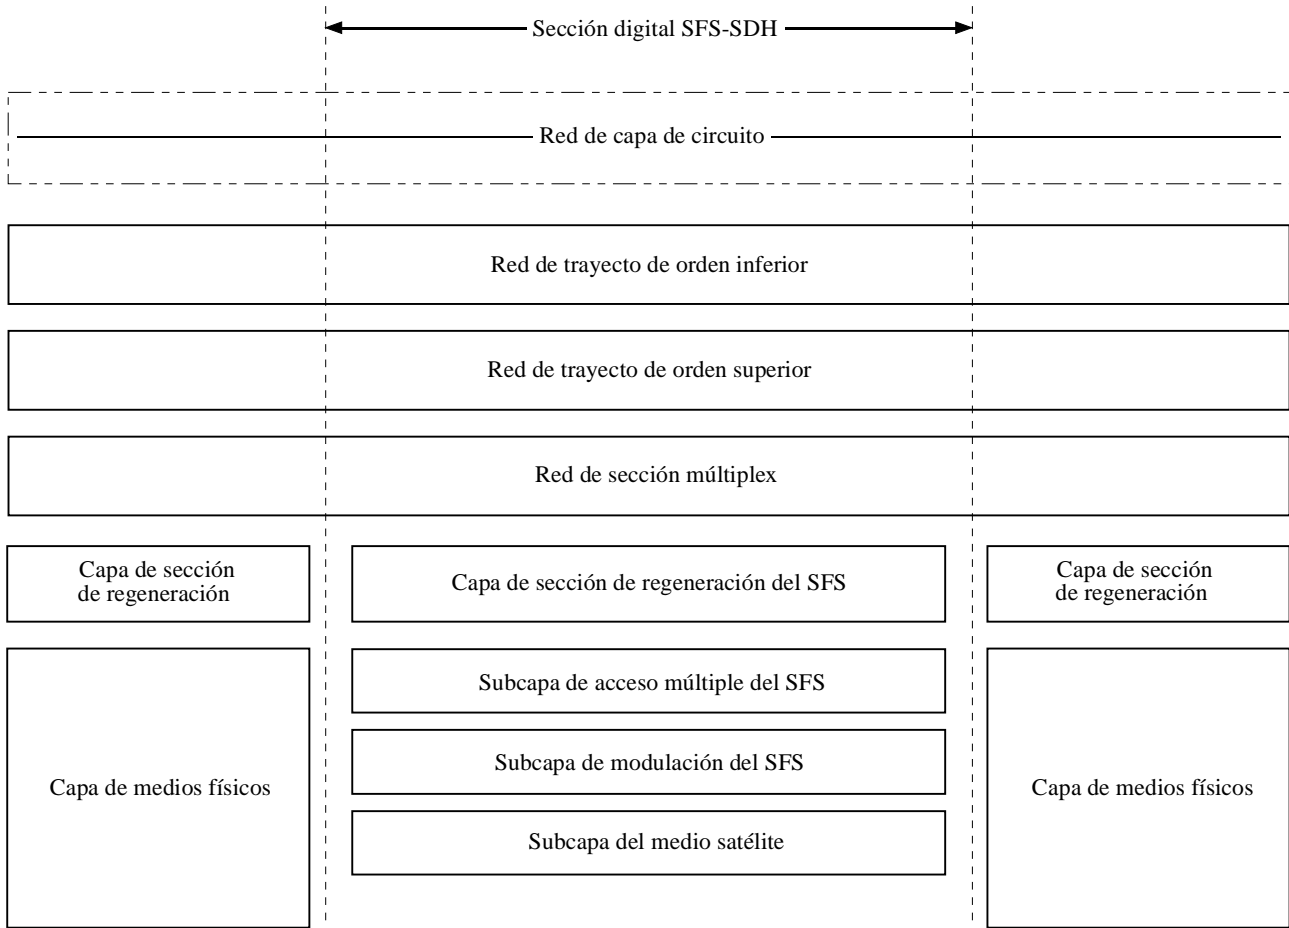 Sección digital SFS-SDH
Red de capa de circuito
Red de trayecto de orden inferior
Red de trayecto de orden superior
Red de sección múltiplex
Capa de sección
de regeneración
Capa de sección de regeneración del SFS
Capa de sección
de regeneración
Subcapa de acceso múltiple del SFS
Subcapa de modulación del SFS
Capa de medios físicos
Capa de medios físicos
Subcapa del medio satélite